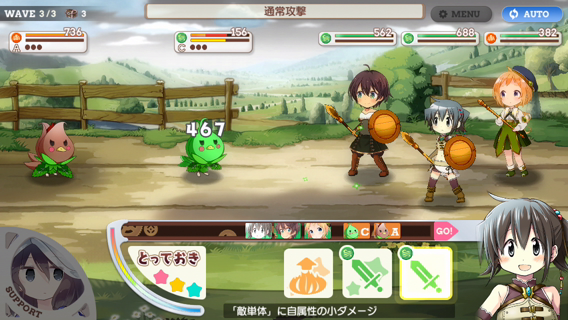 WAVE 3/3 3
通常攻撃
MENU
AUTO
736
A
156
C
562
688
382
467
C A GO!
とっておき
SUPPORT
「敵単体」に自属性の小ダメージ